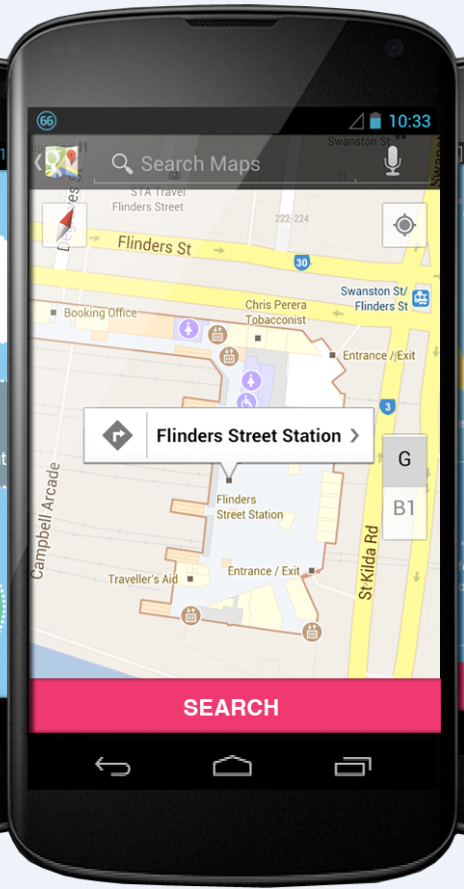 66
10:33
Search Maps
Swanston St
11
STA Travel
Flinders Street
222-224
Flinders St
30
Swanston St/
Flinders St
Booking Office
Chris Perera
Tobacconist
Entrance / Exit
3
Flinders Street Station
G
B1
Flinders
Street Station
Campbell Arcade
St Kilda Rd
Traveller's Aid
Entrance / Exit
SEARCH